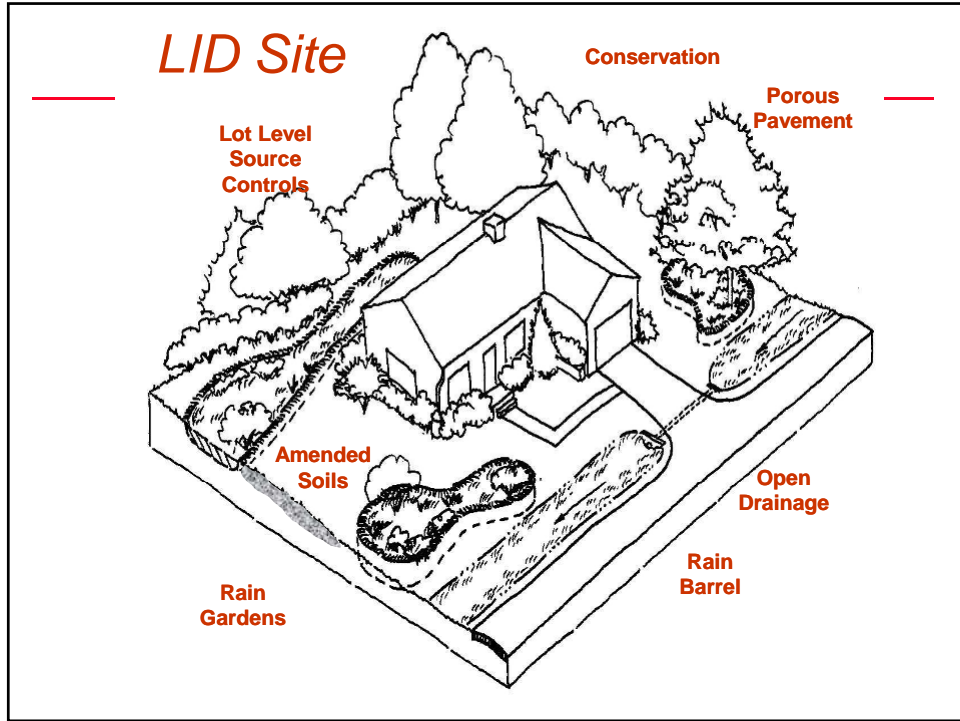 LID Site
Conservation
Porous
Pavement
Lot Level
Source
Controls
Amended
Soils
Open
Drainage
Rain
Barrel
Rain
Gardens